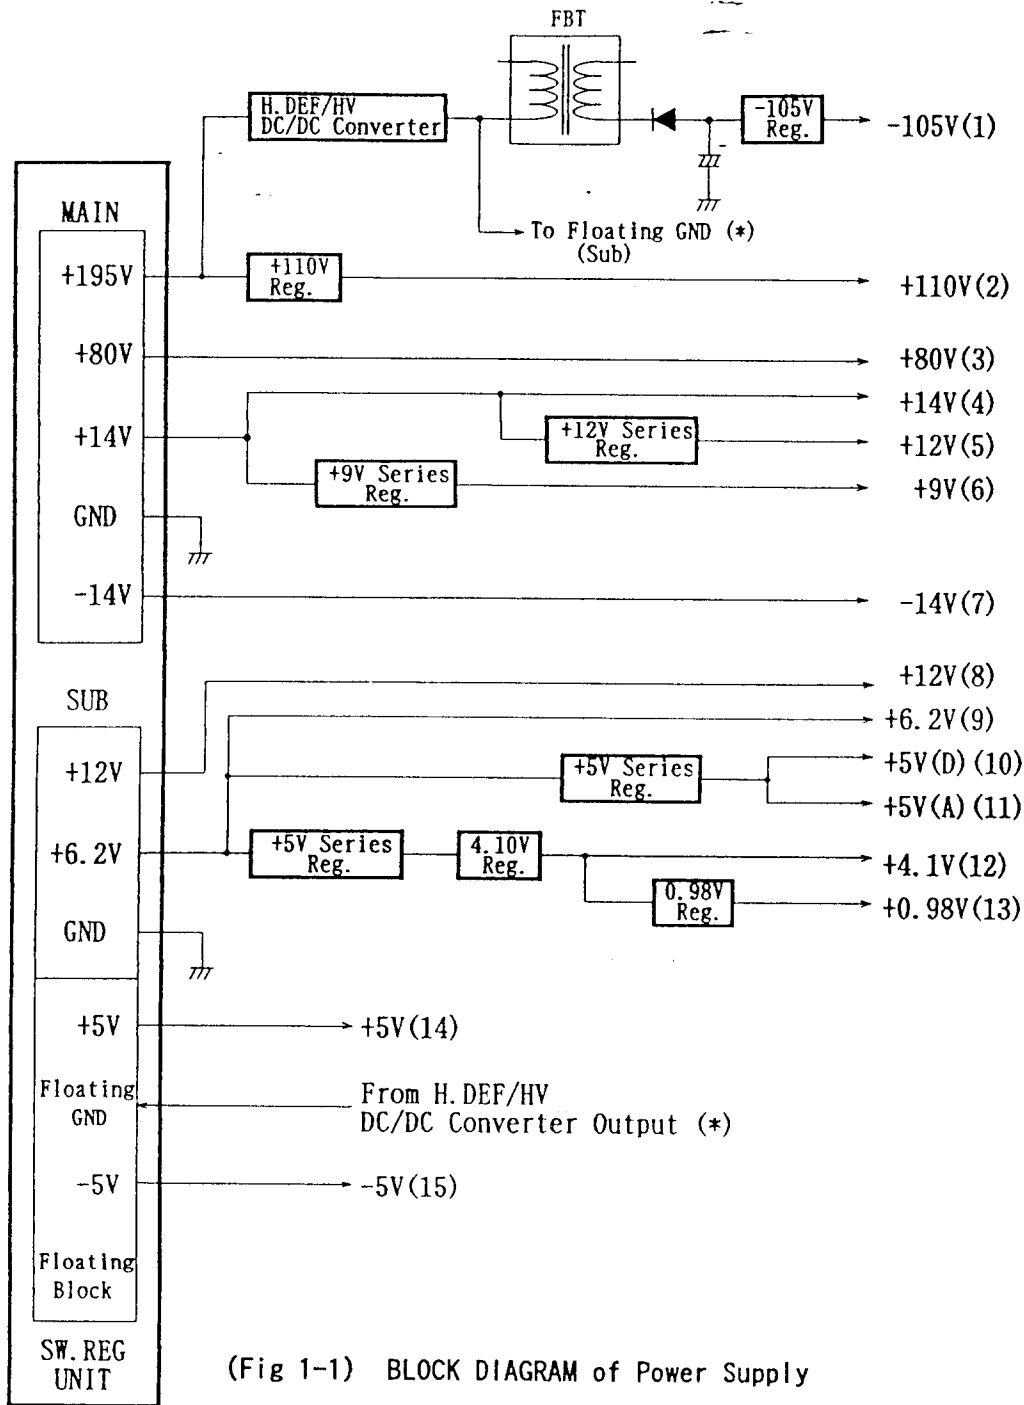 FBT
H.DEF/HV
DC/DC Converter
-105V
Reg.
-105V(1)
To Floating GND (*)
(Sub)
MAIN
+195V
+110V
Reg.
+110V(2)
+80V
+80V(3)
+14V(4)
+14V
+12V Series
Reg.
+12V(5)
+9V Series
Reg.
+9V(6)
GND
-14V
-14V(7)
SUB
+12V(8)
+6.2V(9)
+12V
+5V Series
Reg.
+5V(D)(10)
+5V(A)(11)
+6.2V
+5V Series
Reg.
4.10V
Reg.
+4.1V(12)
0.98V
Reg.
+0.98V(13)
GND
+5V
+5V(14)
Floating
GND
From H.DEF/HV
DC/DC Converter Output (*)
-5V
-5V(15)
Floating
Block
SW.REG
UNIT
(Fig 1-1) BLOCK DIAGRAM of Power Supply